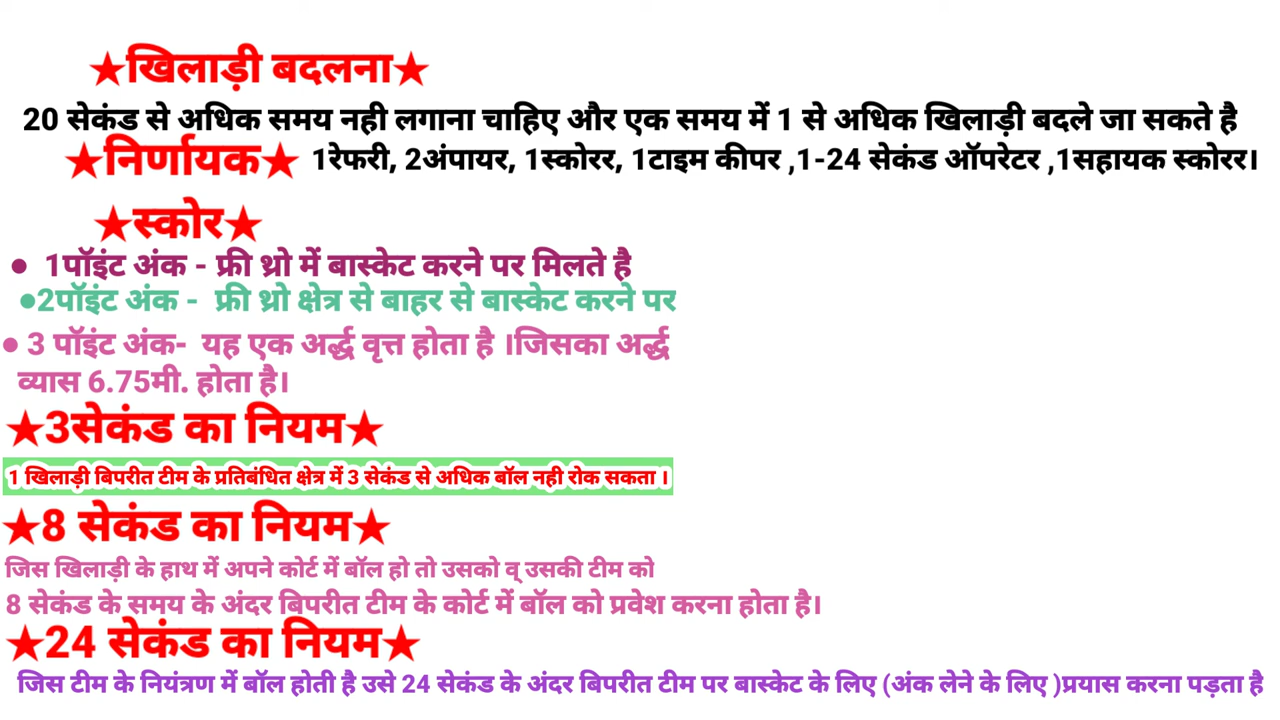 ★खिलाड़ी बदलना★
20 सेकंड से अधिक समय नही लगाना चाहिए और एक समय में 1 से अधिक खिलाड़ी बदले जा सकते है
★निर्णायक★ 1रेफरी, 2अंपायर, 1स्कोरर, 1टाइम कीपर ,1-24 सेकंड ऑपरेटर ,1सहायक स्कोरर।
★स्कोर★
● 1पॉइंट अंक - फ्री थ्रो में बास्केट करने पर मिलते है
●2पॉइंट अंक - फ्री थ्रो क्षेत्र से बाहर से बास्केट करने पर
● 3 पॉइंट अंक- यह एक अर्द्ध वृत्त होता है ।जिसका अर्द्ध
व्यास 6.75मी. होता है।
★3सेकंड का नियम★
1 खिलाड़ी बिपरीत टीम के प्रतिबंधित क्षेत्र में 3 सेकंड से अधिक बॉल नही रोक सकता ।
★8 सेकंड का नियम★
जिस खिलाड़ी के हाथ में अपने कोर्ट में बॉल हो तो उसको व् उसकी टीम को
8 सेकंड के समय के अंदर बिपरीत टीम के कोर्ट में बॉल को प्रवेश करना होता है।
★24 सेकंड का नियम★
जिस टीम के नियंत्रण में बॉल होती है उसे 24 सेकंड के अंदर बिपरीत टीम पर बास्केट के लिए (अंक लेने के लिए )प्रयास करना पड़ता है